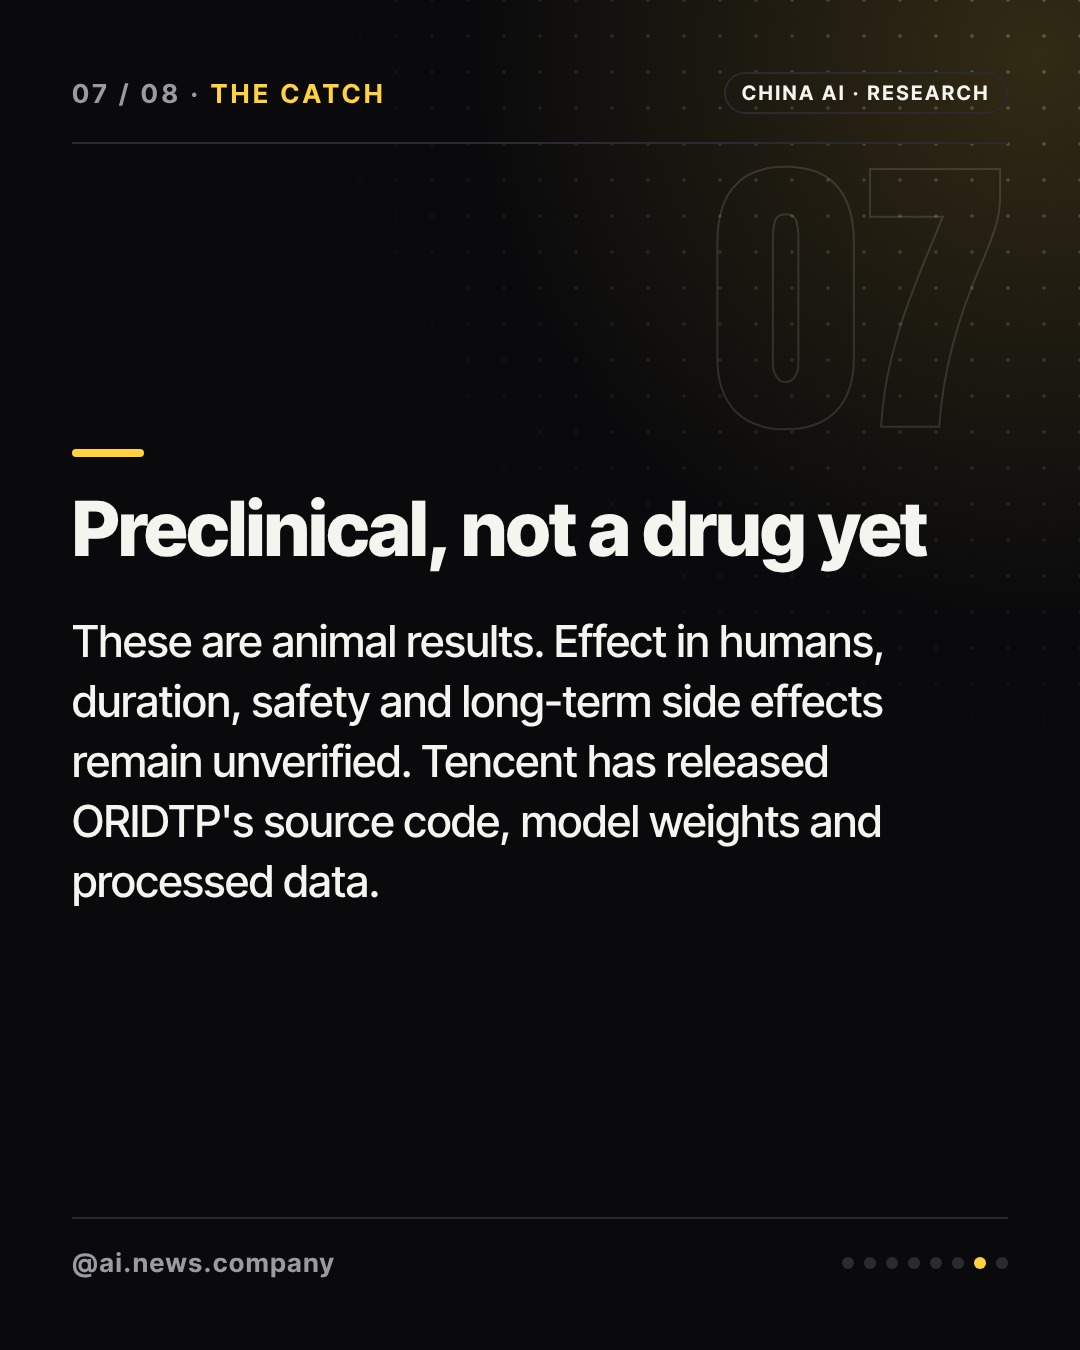 07 / 08 · THE CATCH
CHINA AI · RESEARCH
07
Preclinical, not a drug yet
These are animal results. Effect in humans,
duration, safety and long-term side effects
remain unverified. Tencent has released
ORIDTP's source code, model weights and
processed data.
@ai.news.company